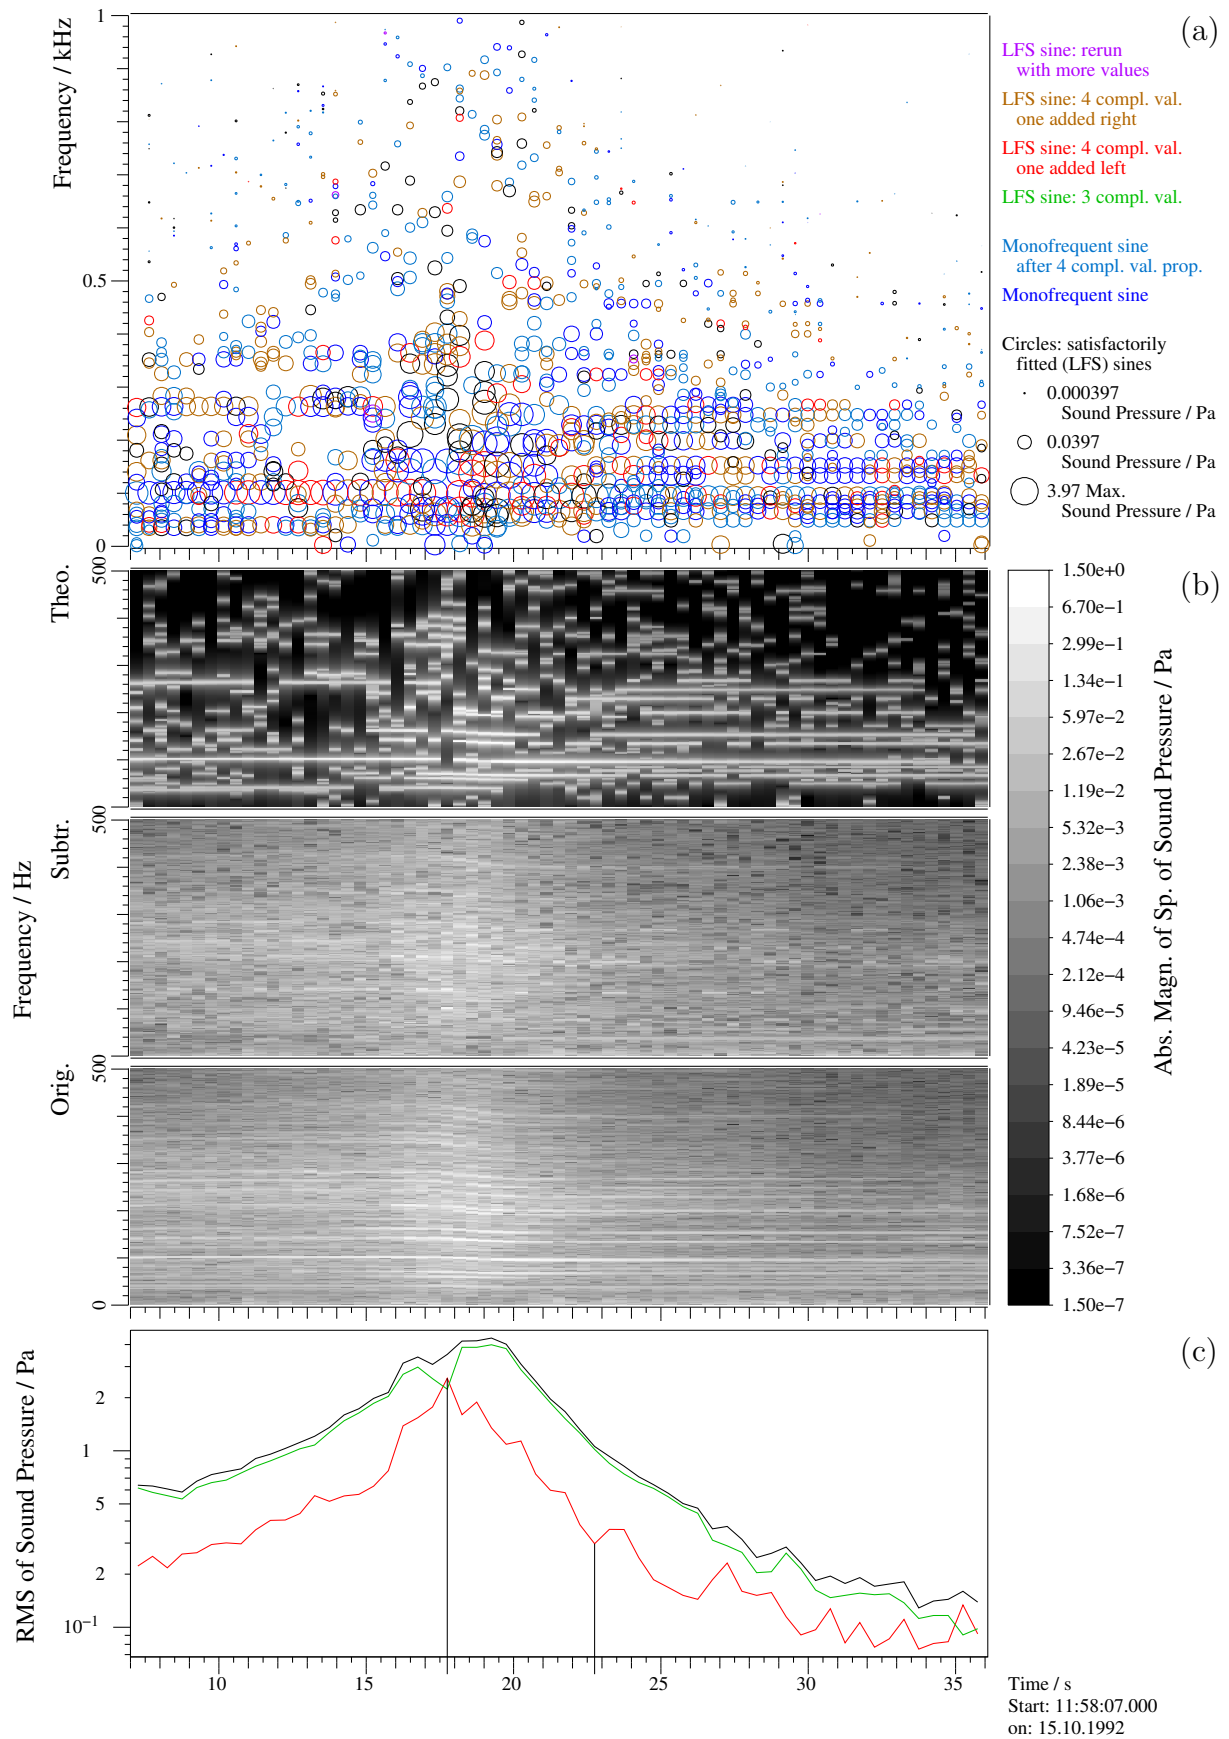 (a)
Frequency / kHz
1
0.5
0
LFS sine: rerun
with more values
LFS sine: 4 compl. val.
one added right
LFS sine: 4 compl. val.
one added left
LFS sine: 3 compl. val.
Monofrequent sine
after 4 compl. val. prop.
Monofrequent sine
Circles: satisfactorily
fitted (LFS) sines
0.000397
Sound Pressure / Pa
0.0397
Sound Pressure / Pa
3.97 Max.
Sound Pressure / Pa
(b)
Frequency / Hz
Theo.
500
Subtr.
500
Orig.
500
0
1.50e+0
6.70e−1
2.99e−1
1.34e−1
5.97e−2
2.67e−2
1.19e−2
5.32e−3
2.38e−3
1.06e−3
4.74e−4
2.12e−4
9.46e−5
4.23e−5
1.89e−5
8.44e−6
3.77e−6
1.68e−6
7.52e−7
3.36e−7
1.50e−7
Abs. Magn. of Sp. of Sound Pressure / Pa
(c)
RMS of Sound Pressure / Pa
2
1
5
2
10−1
10
15
20
25
30
35
Time / s
Start: 11:58:07.000
on: 15.10.1992